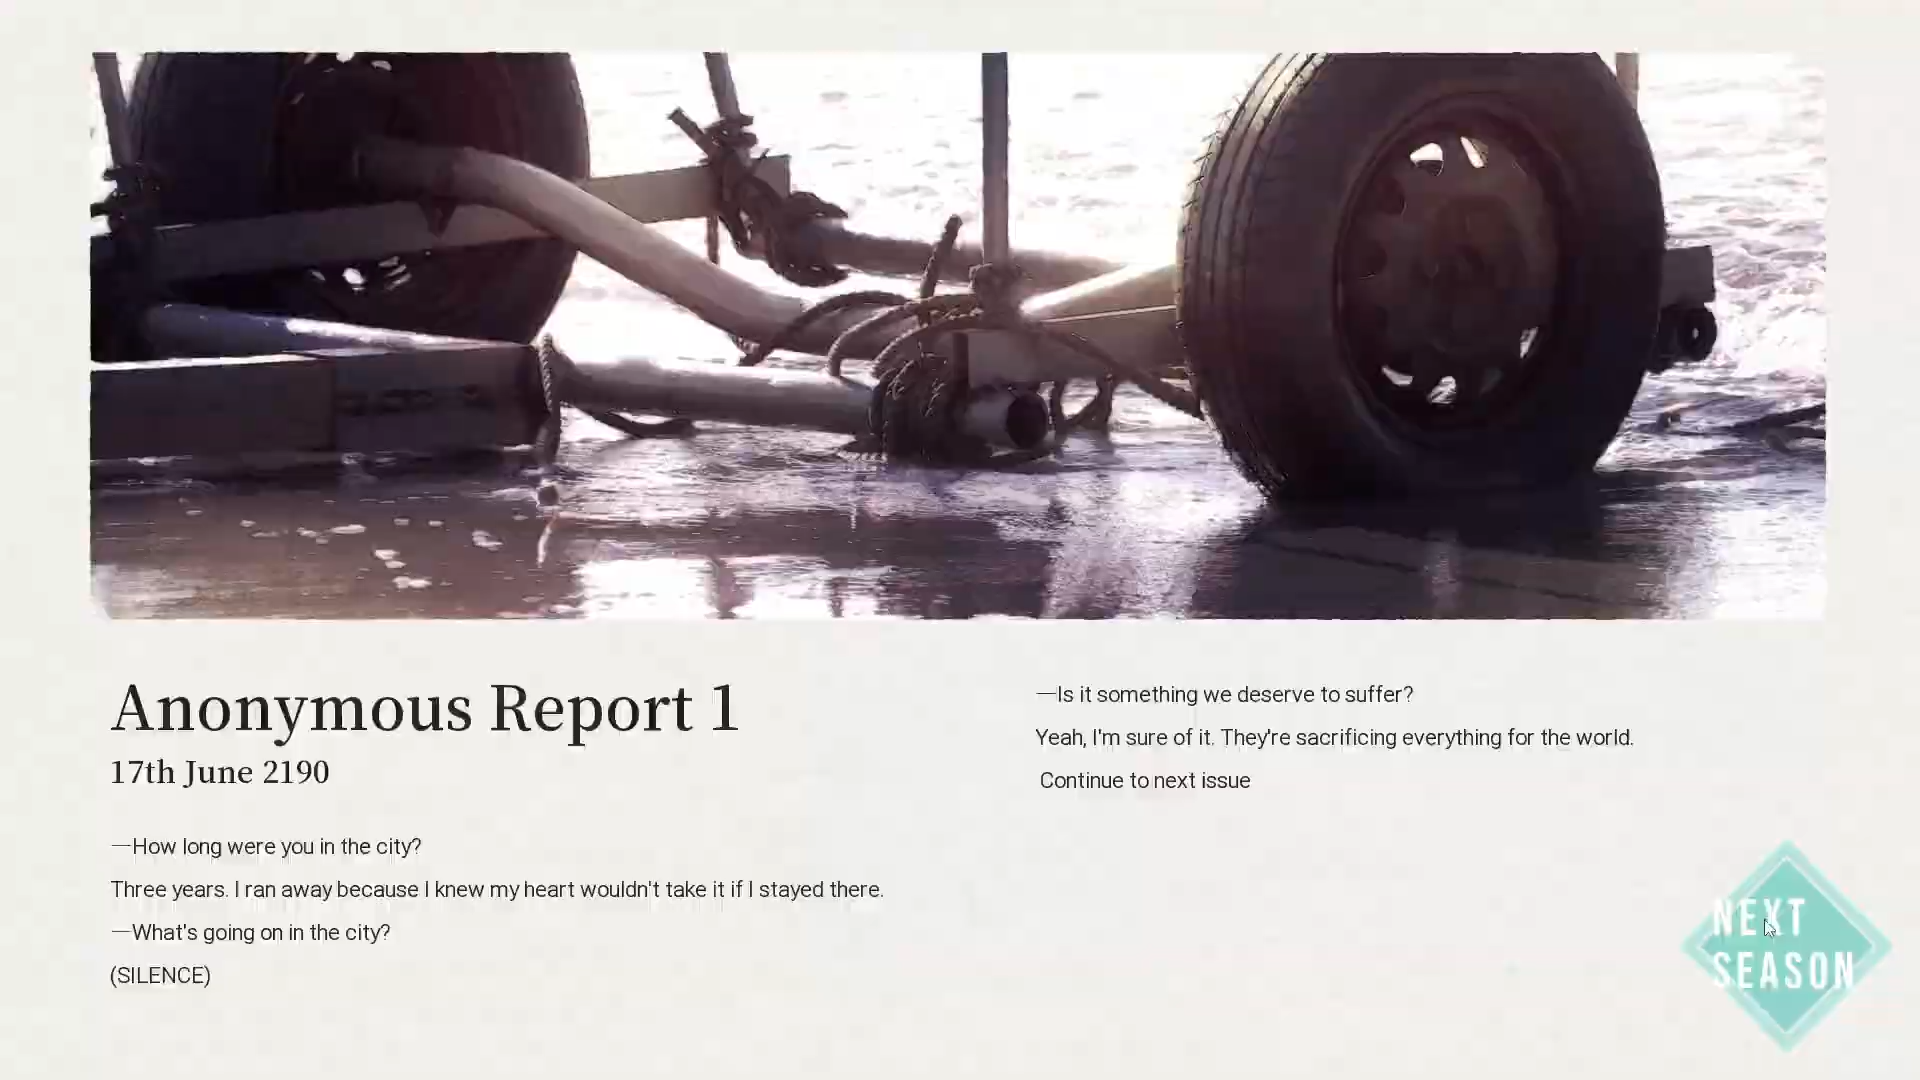 Anonymous Report 1
17th June 2190
—How long were you in the city?
Three years. I ran away because I knew my heart wouldn't take it if I stayed there.
—What's going on in the city?
(SILENCE)
—Is it something we deserve to suffer?
Yeah, I'm sure of it. They're sacrificing everything for the world.
Continue to next issue
NEXT
SEASON